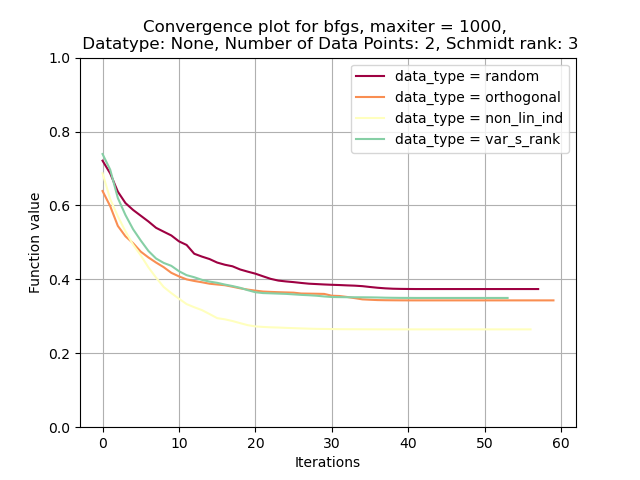 Convergence plot for bfgs, maxiter = 1000,
Datatype: None, Number of Data Points: 2, Schmidt rank: 3
1.0
0.8
0.6
0.4
0.2
0.0
Function value
data_type = random
data_type = orthogonal
data_type = non_lin_ind
data_type = var_s_rank
0 10 20 30 40 50 60
Iterations